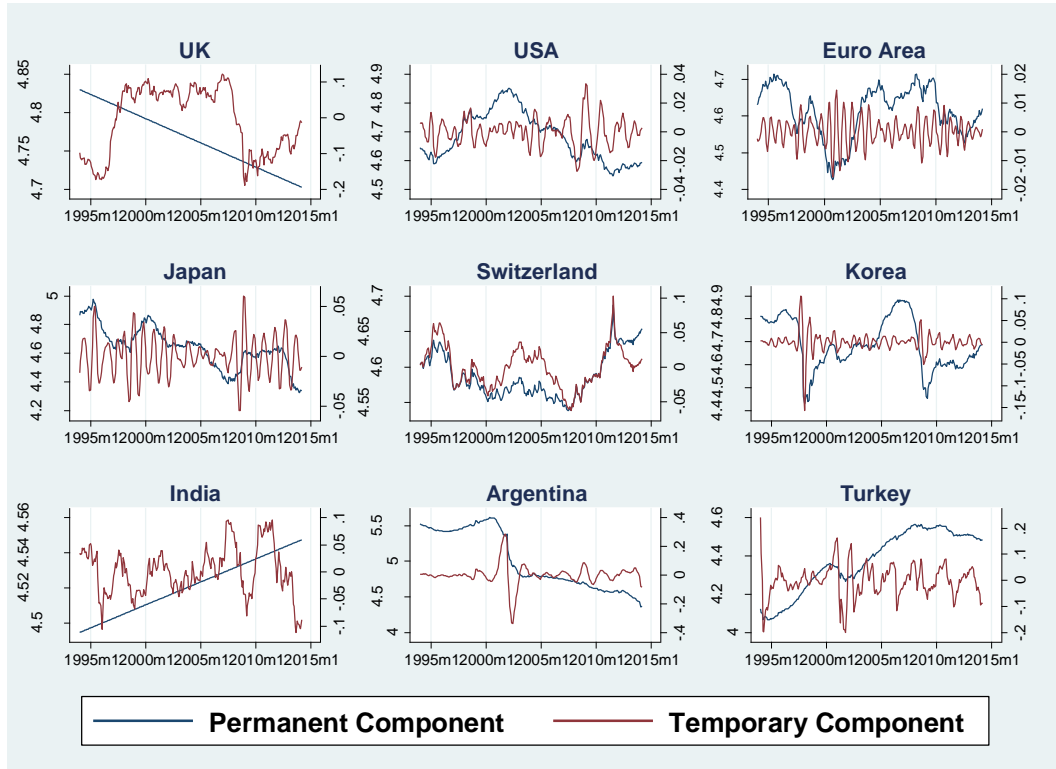 UK
4.7 4.75 4.8 4.85
-.2 -.1 0 .1
1995m12000m12005m12010m12015m1
USA
4.5 4.6 4.7 4.8 4.9
-.04 -.02 0 .02 .04
1995m12000m12005m12010m12015m1
Euro Area
4.4 4.5 4.6 4.7
-.02 -.01 0 .01 .02
1995m12000m12005m12010m12015m1
Japan
4.2 4.4 4.6 4.8 5
-.05 0 .05
1995m12000m12005m12010m12015m1
Switzerland
4.55 4.6 4.65 4.7
-.05 0 .05 .1
1995m12000m12005m12010m12015m1
Korea
4.44.54.64.74.84.9
-.15-.1-.05 0 .05 .1
1995m12000m12005m12010m12015m1
India
4.5 4.52 4.54 4.56
-.1 -.05 0 .05 .1
1995m12000m12005m12010m12015m1
Argentina
4 4.5 5 5.5
-.4 -.2 0 .2 .4
1995m12000m12005m12010m12015m1
Turkey
4 4.2 4.4 4.6
-.2 -.1 0 .1 .2
1995m12000m12005m12010m12015m1
Permanent Component
Temporary Component